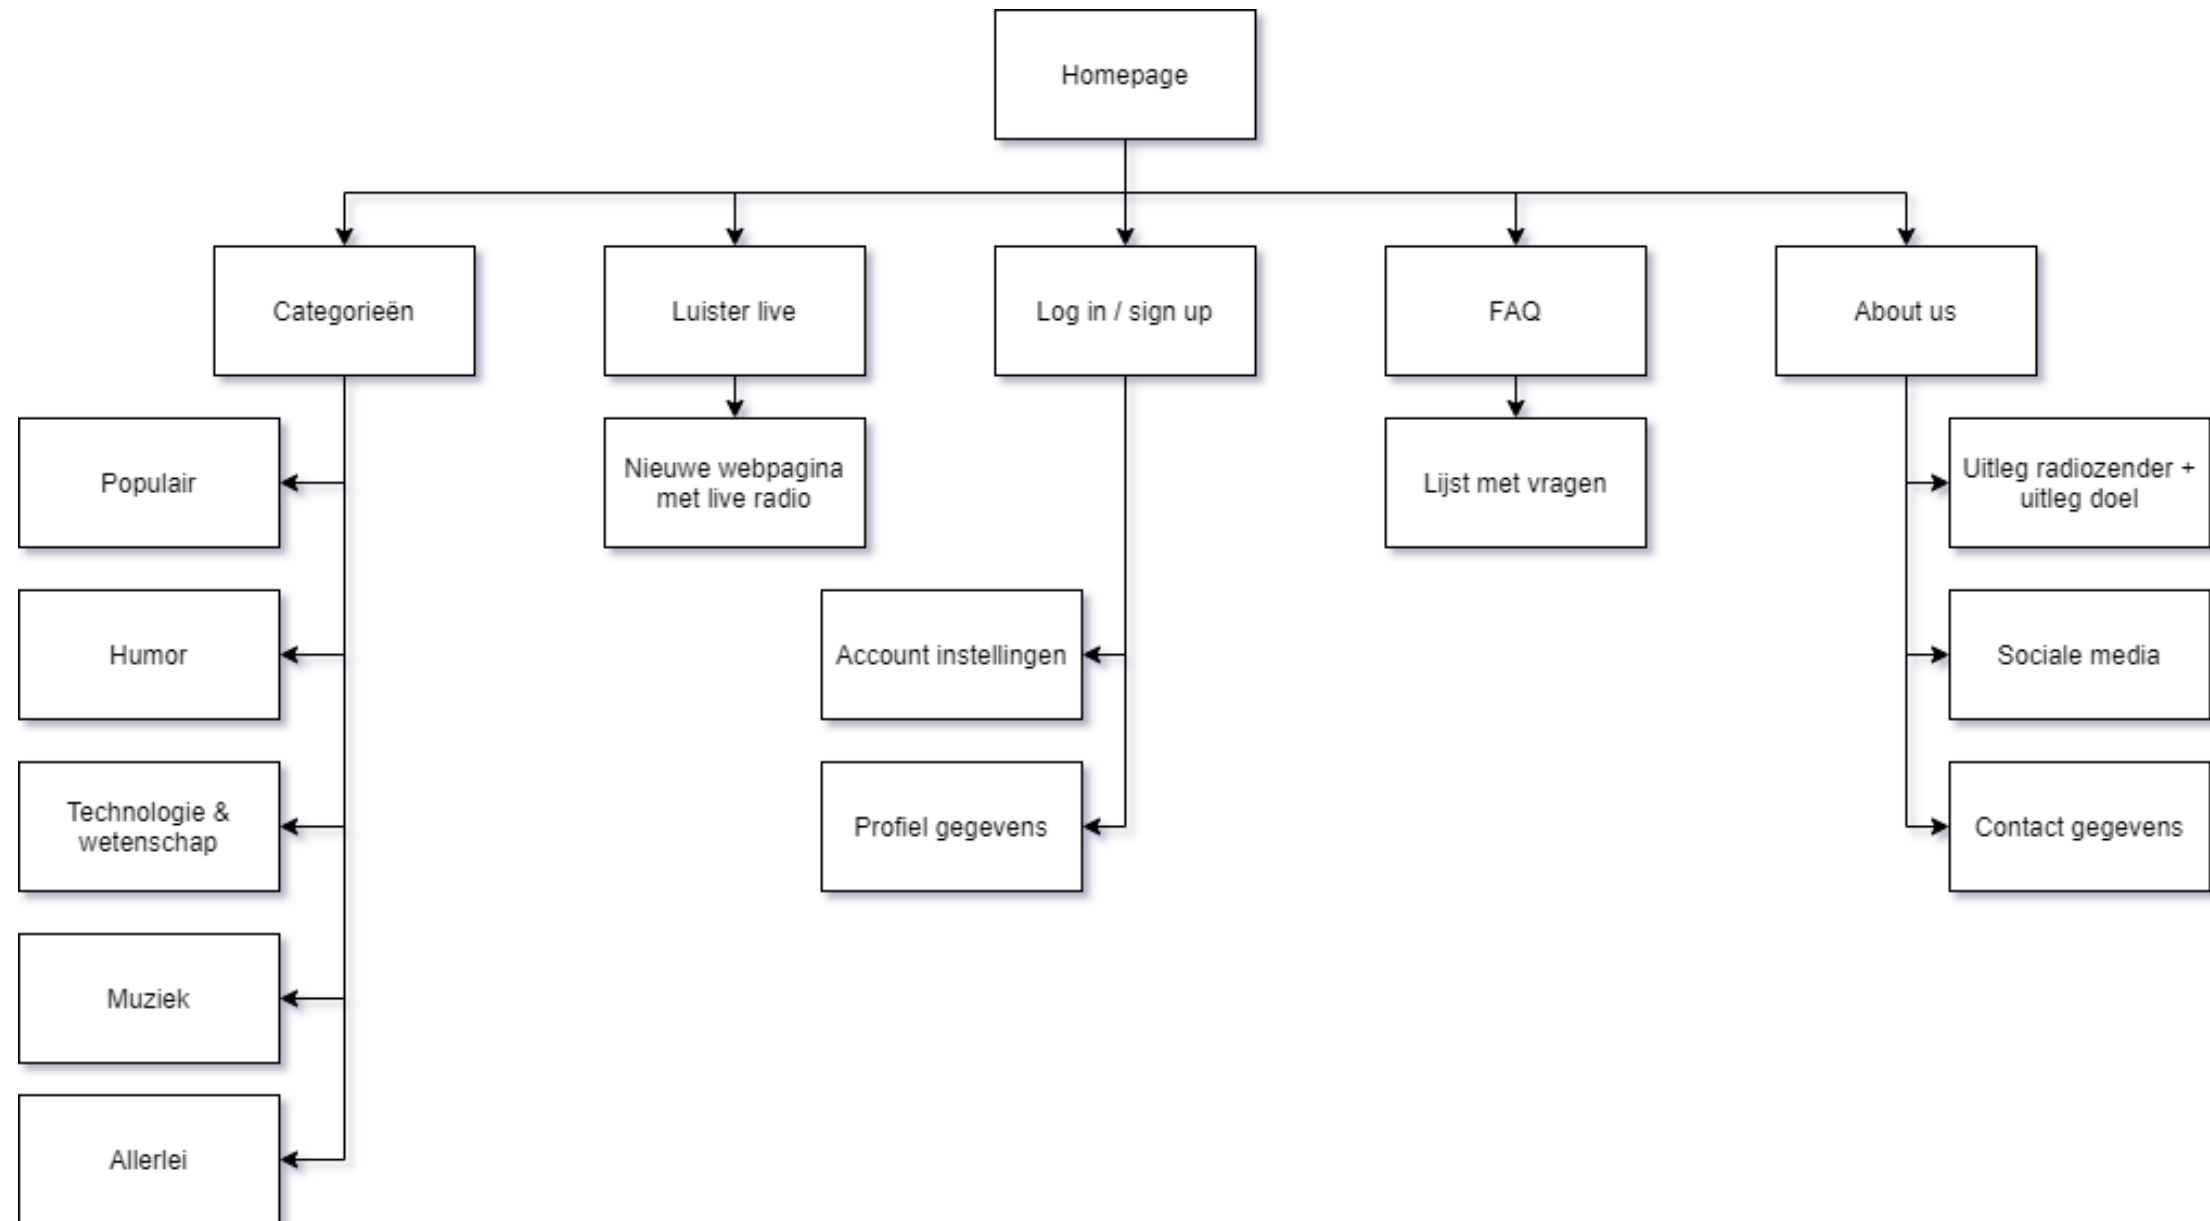 Homepage
Categorieën
Luister live
Log in / sign up
FAQ
About us
Populair
Nieuwe webpagina
met live radio
Lijst met vragen
Uitleg radiozender +
uitleg doel
Humor
Account instellingen
Sociale media
Technologie &
wetenschap
Profiel gegevens
Contact gegevens
Muziek
Allerlei